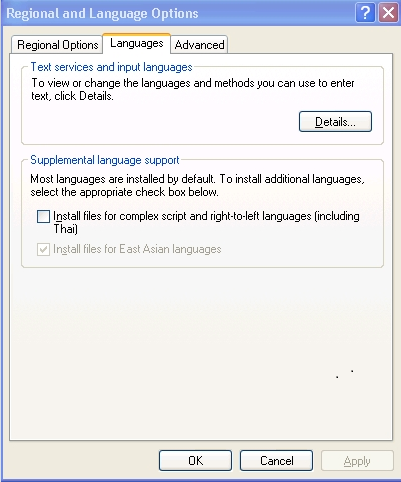 Regional and Language Options
Regional Options Languages Advanced
Text services and input languages
To view or change the languages and methods you can use to enter
text, click Details.
Details...
Supplemental language support
Most languages are installed by default. To install additional languages,
select the appropriate check box below.
Install files for complex script and right-to-left languages (including
Thai)
Install files for East Asian languages
OK Cancel Apply